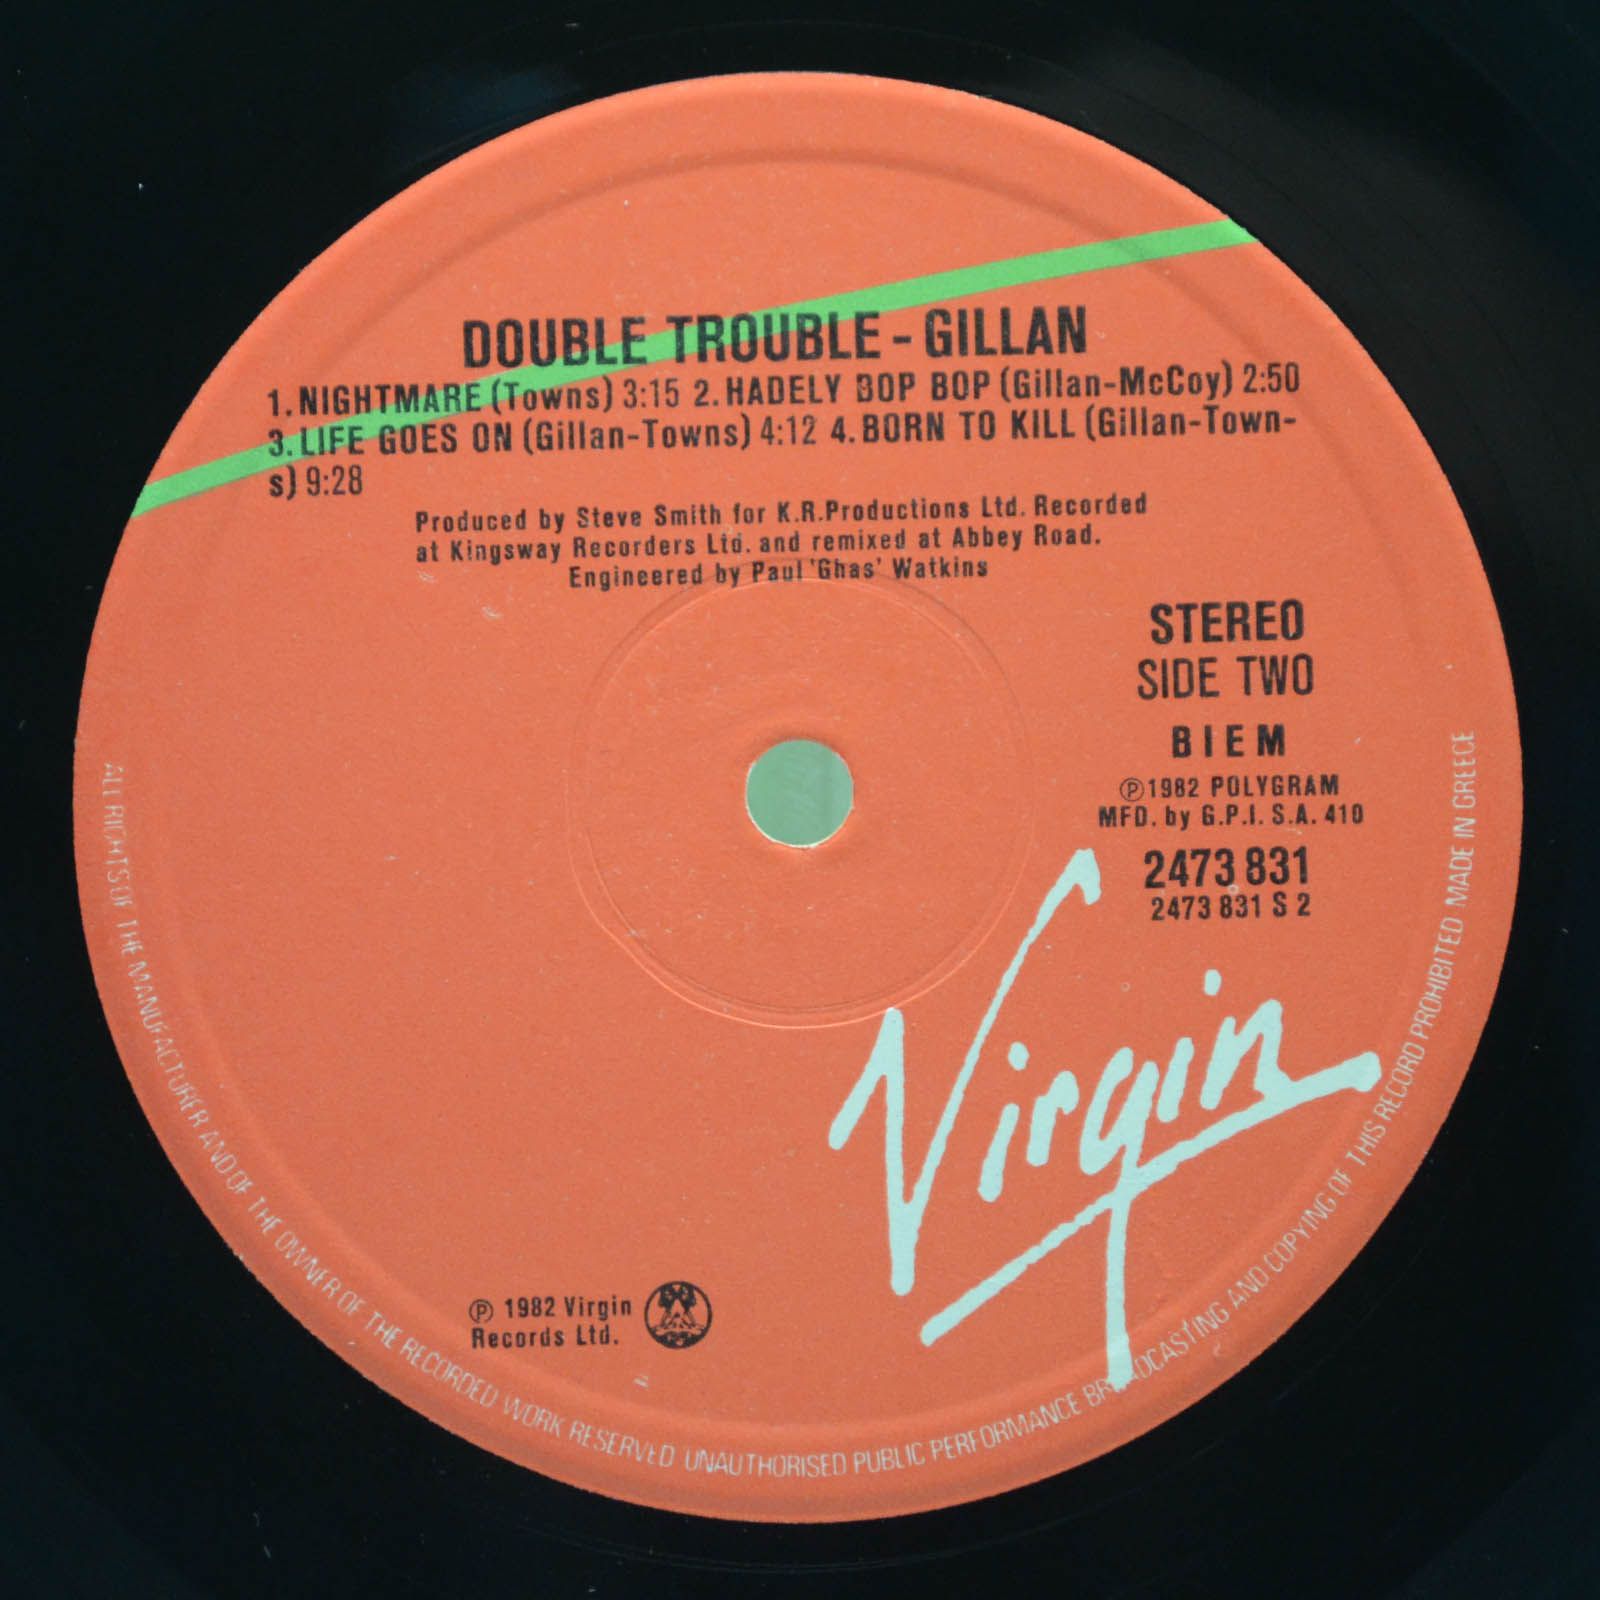 DOUBLE TROUBLE - GILLAN
1. NIGHTMARE (Towns) 3:15 2. HADELY BOP BOP (Gillan-McCoy) 2:50
3. LIFE GOES ON (Gillan-Towns) 4:12 4. BORN TO KILL (Gillan-Town-
s) 9:28
Produced by Steve Smith for K.R.Productions Ltd. Recorded
at Kingsway Recorders Ltd. and remixed at Abbey Road.
Engineered by Paul 'Ghas' Watkins
STEREO
SIDE TWO
BIEM
℗1982 POLYGRAM
MFD. by G.P.I. S.A. 410
2473 831
2473 831 S 2
Virgin
℗ 1982 Virgin
Records Ltd.
ALL RIGHTS OF THE MANUFACTURER AND OF THE OWNER OF THE RECORDED WORK RESERVED UNAUTHORISED PUBLIC PERFORMANCE BROADCASTING AND COPYING OF THIS RECORD PROHIBITED MADE IN GREECE